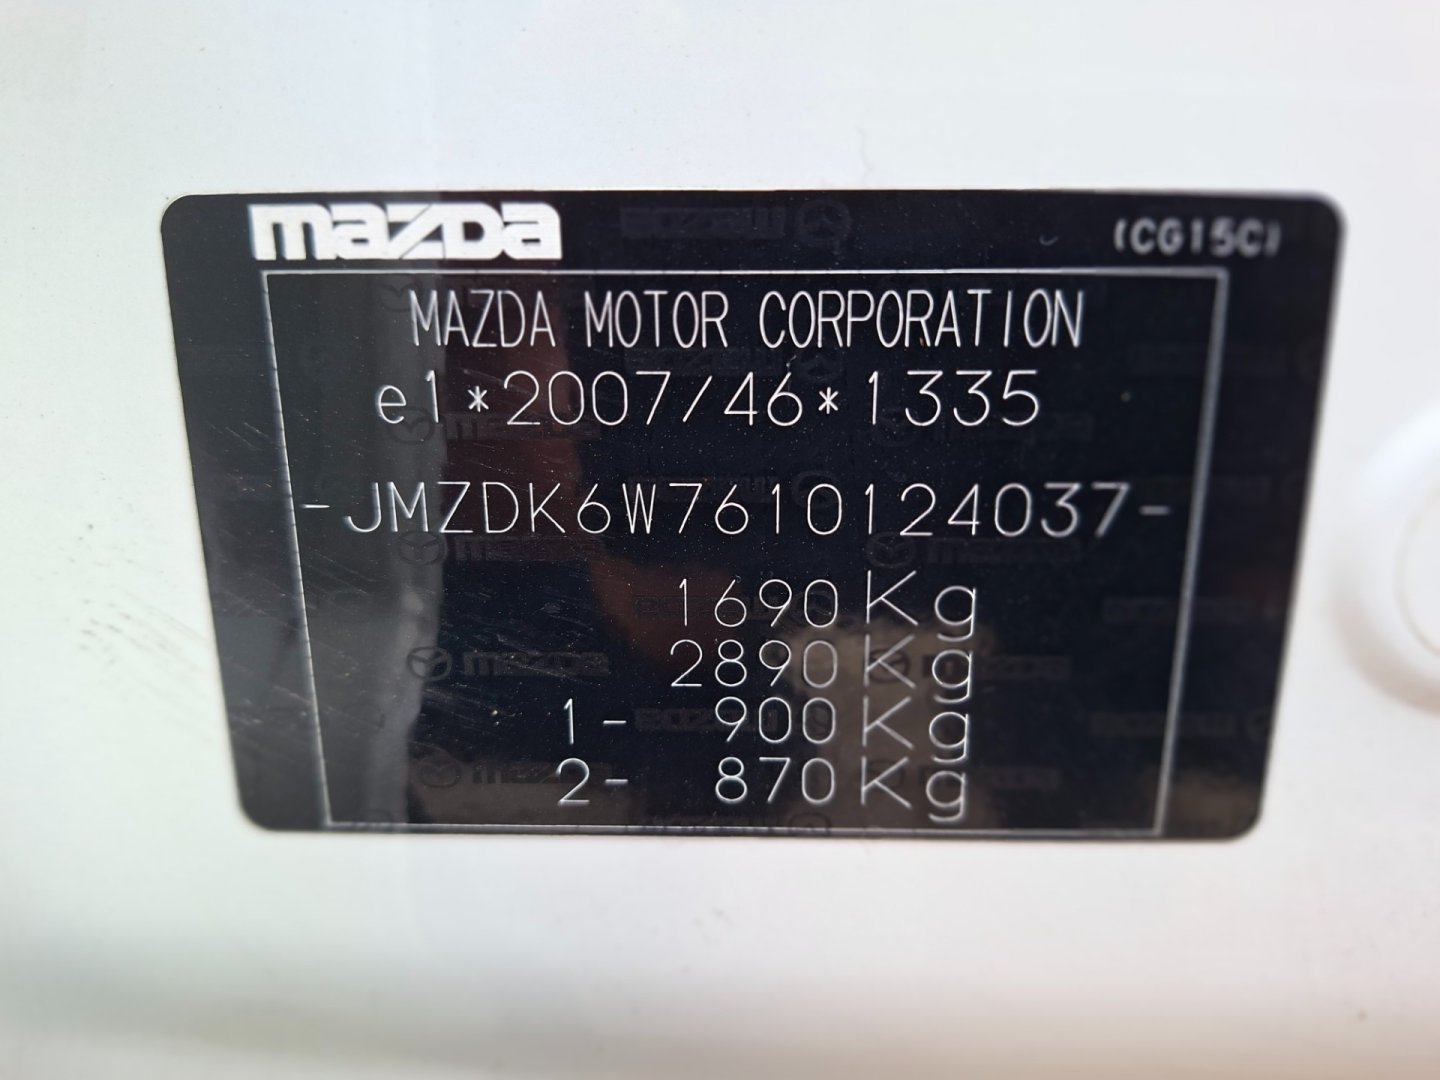 mazda
(CG15C)
MAZDA MOTOR CORPORATION
e1*2007/46*1335
-JMZDK6W7610124037-
1690Kg
2890Kg
1- 900Kg
2- 870Kg